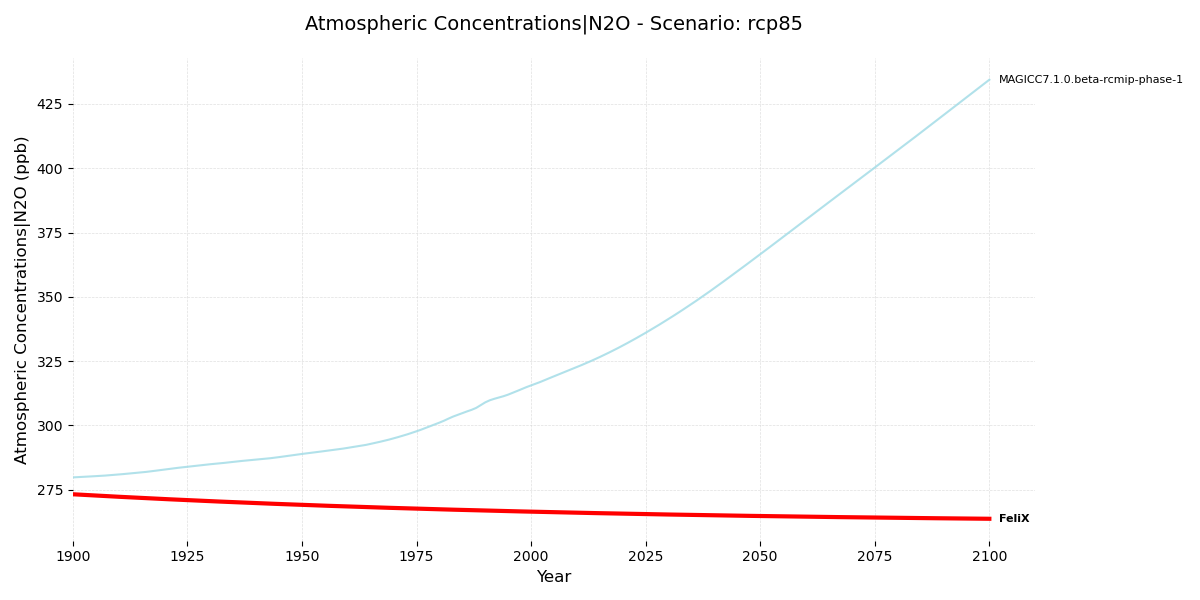 Atmospheric Concentrations|N2O - Scenario: rcp85
Atmospheric Concentrations|N2O (ppb)
425
400
375
350
325
300
275
MAGICC7.1.0.beta-rcmip-phase-1
FeliX
1900 1925 1950 1975 2000 2025 2050 2075 2100
Year